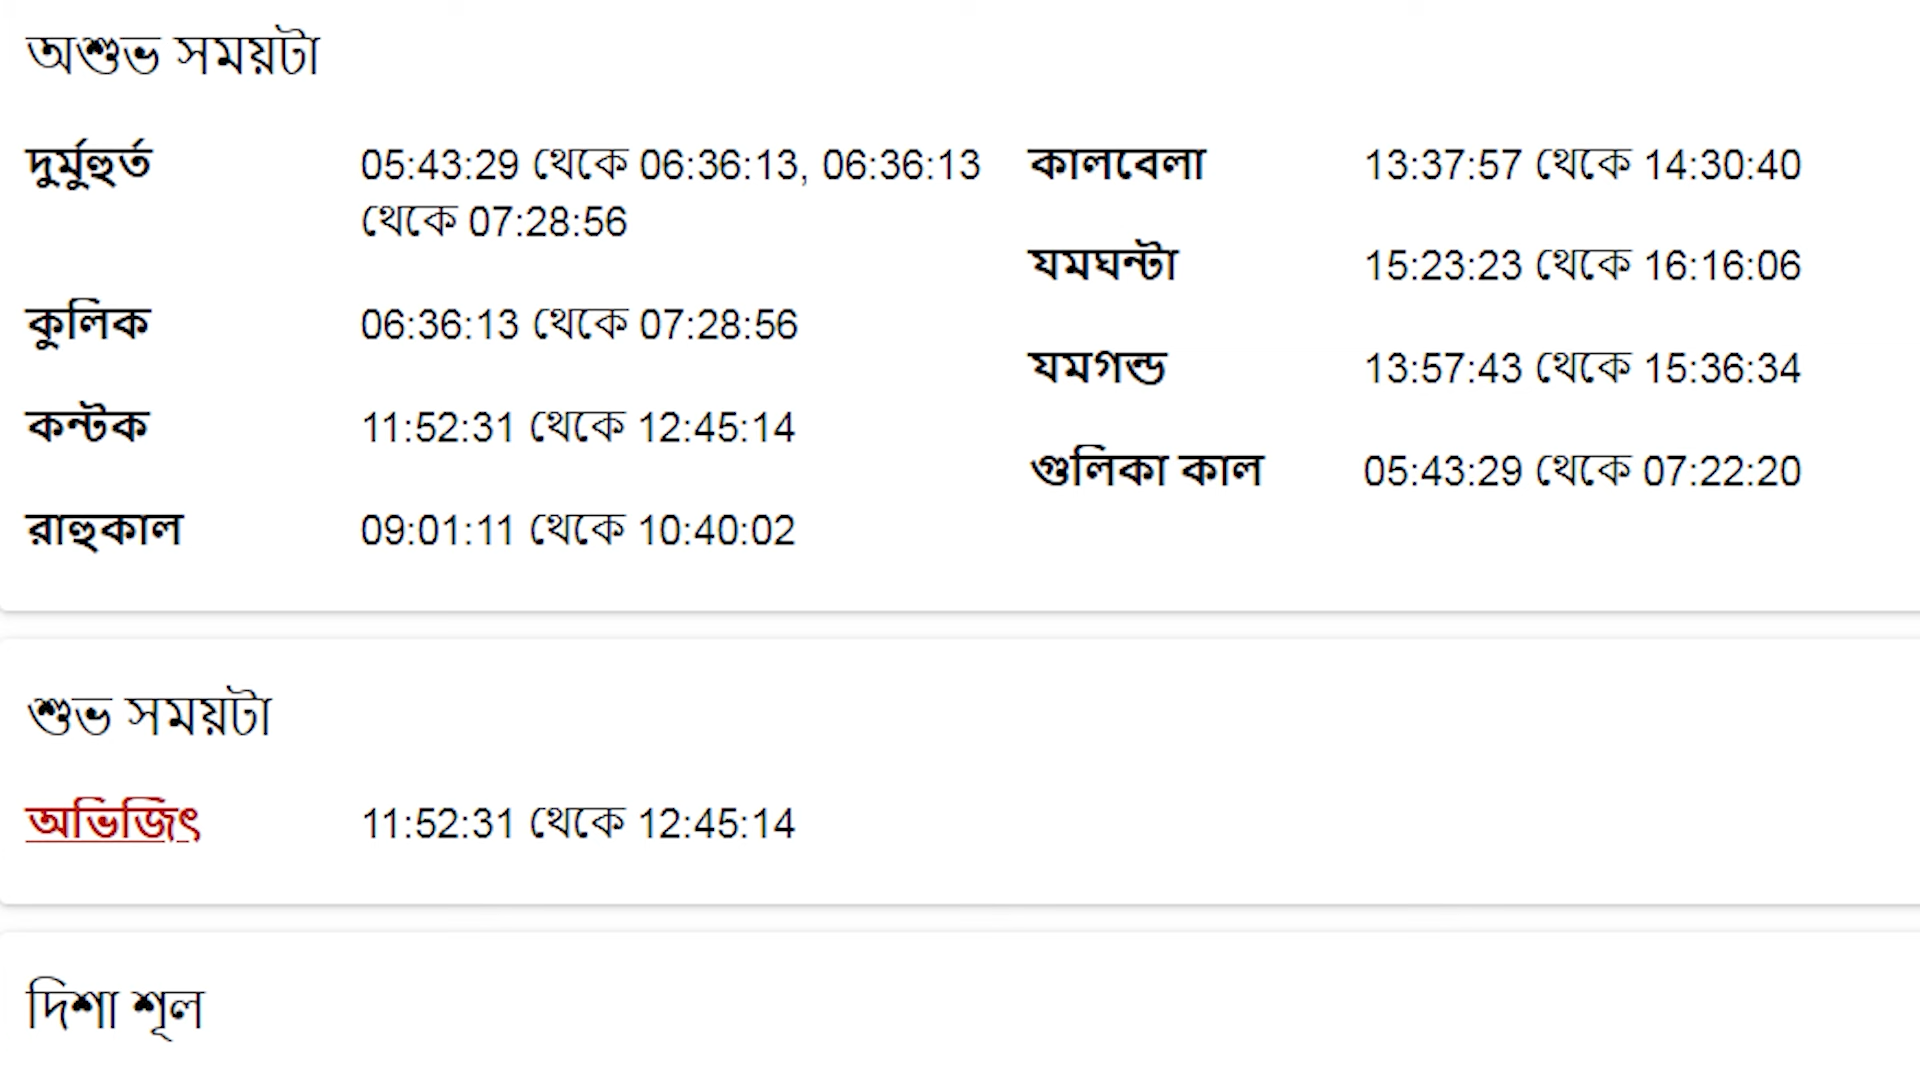 অশুভ সময়টা
দুর্মুহুর্ত 05:43:29 থেকে 06:36:13, 06:36:13
থেকে 07:28:56
কুলিক 06:36:13 থেকে 07:28:56
কন্টক 11:52:31 থেকে 12:45:14
রাহুকাল 09:01:11 থেকে 10:40:02
কালবেলা 13:37:57 থেকে 14:30:40
যমঘন্টা 15:23:23 থেকে 16:16:06
যমগন্ড 13:57:43 থেকে 15:36:34
গুলিকা কাল 05:43:29 থেকে 07:22:20
শুভ সময়টা
অভিজিৎ 11:52:31 থেকে 12:45:14
দিশা শূল